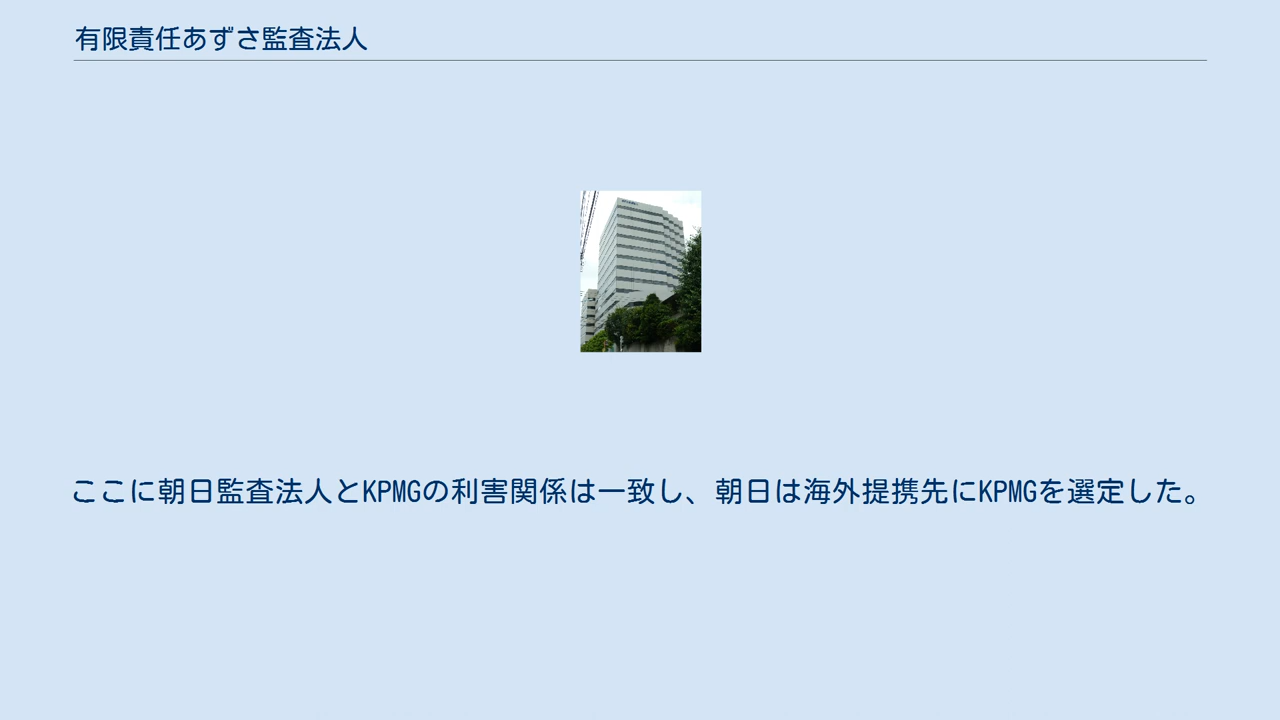 有限責任あずさ監査法人
ここに朝日監査法人とKPMGの利害関係は一致し、朝日は海外提携先にKPMGを選定した。